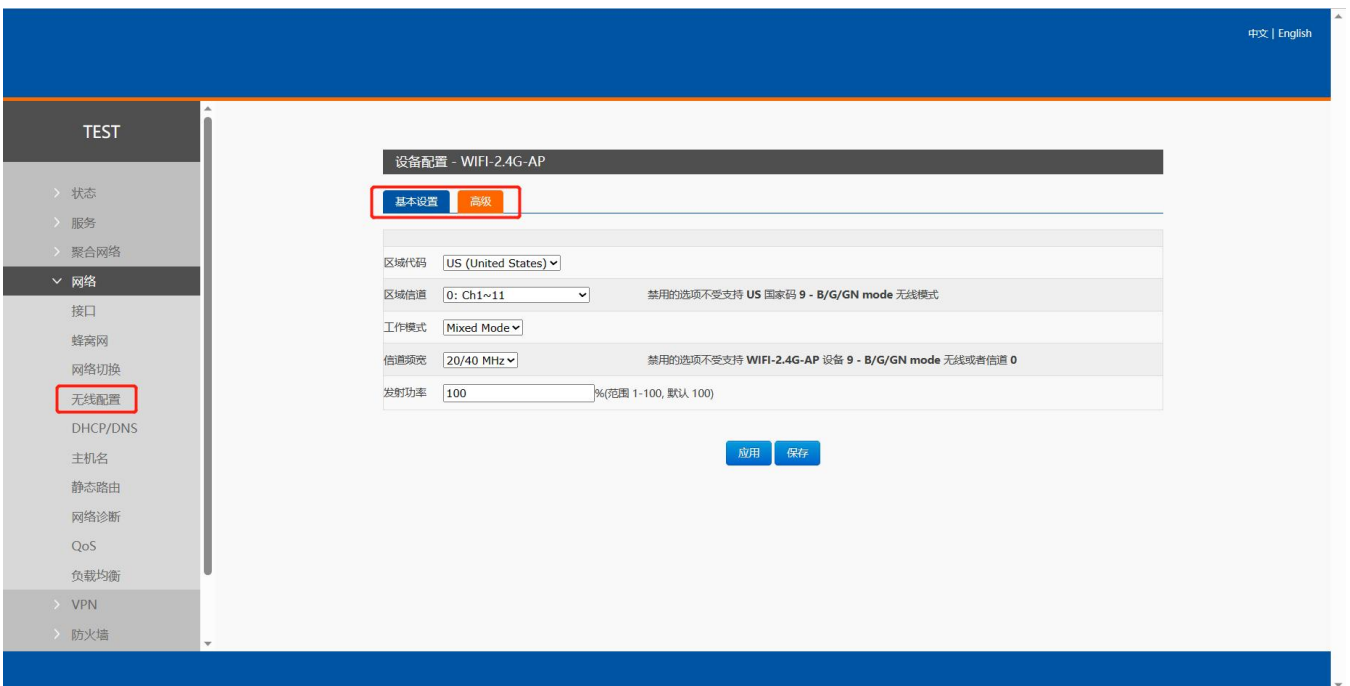 中文 | English
TEST
状态
服务
聚合网络
网络
接口
蜂窝网
网络切换
无线配置
DHCP/DNS
主机名
静态路由
网络诊断
QoS
负载均衡
VPN
防火墙
设备配置 - WIFI-2.4G-AP
基本设置 高级
区域代码 US (United States)
区域信道 0: Ch1~11 禁用的选项不受支持 US 国家码 9 - B/G/GN mode 无线模式
工作模式 Mixed Mode
信道频宽 20/40 MHz 禁用的选项不受支持 WIFI-2.4G-AP 设备 9 - B/G/GN mode 无线或者信道 0
发射功率 100 %(范围 1-100, 默认 100)
应用 保存